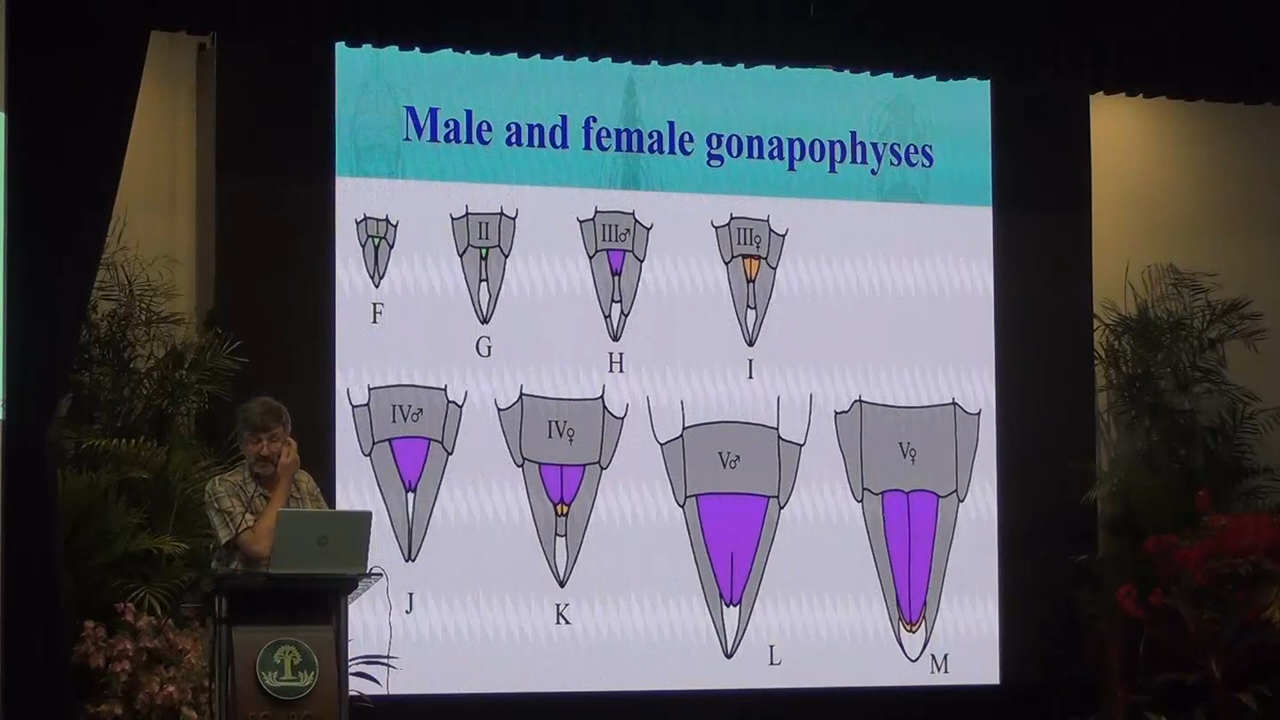 Male and female gonapophyses
I II III♂ III♀
F G H I
IV♂ IV♀ V♂ V♀
J K L M